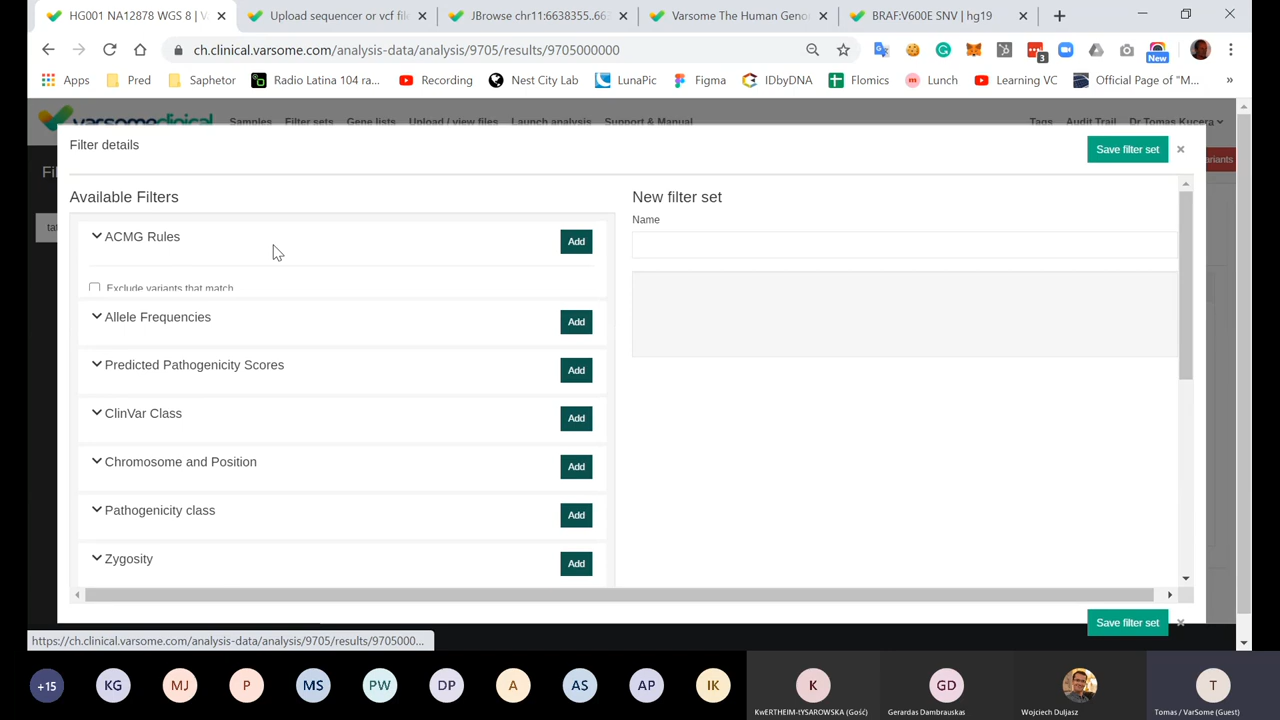 HG001 NA12878 WGS 8 | V
Upload sequencer or vcf file
JBrowse chr11:6638355..66
Varsome The Human Geno
BRAF:V600E SNV | hg19
ch.clinical.varsome.com/analysis-data/analysis/9705/results/9705000000
3
New
Apps
Pred
Saphetor
Radio Latina 104 ra...
Recording
Nest City Lab
LunaPic
Figma
IDbyDNA
Flomics
Lunch
Learning VC
Official Page of "M...
»
varsomeclinical
Samples
Filter sets
Gene lists
Upload / view files
Launch analysis
Support & Manual
Tags
Audit Trail
Dr Tomas Kucera
Filter details
Save filter set
ariants
Available Filters
New filter set
Name
ACMG Rules
Add
Exclude variants that match
Allele Frequencies
Add
Predicted Pathogenicity Scores
Add
ClinVar Class
Add
Chromosome and Position
Add
Pathogenicity class
Add
Zygosity
Add
Save filter set
https://ch.clinical.varsome.com/analysis-data/analysis/9705/results/9705000...
+15
KG
MJ
P
MS
PW
DP
A
AS
AP
IK
K
GD
T
KwERTHEIM-tYSAROWSKA (Gość)
Gerardas Dambrauskas
Wojciech Duljasz
Tomas / VarSome (Guest)